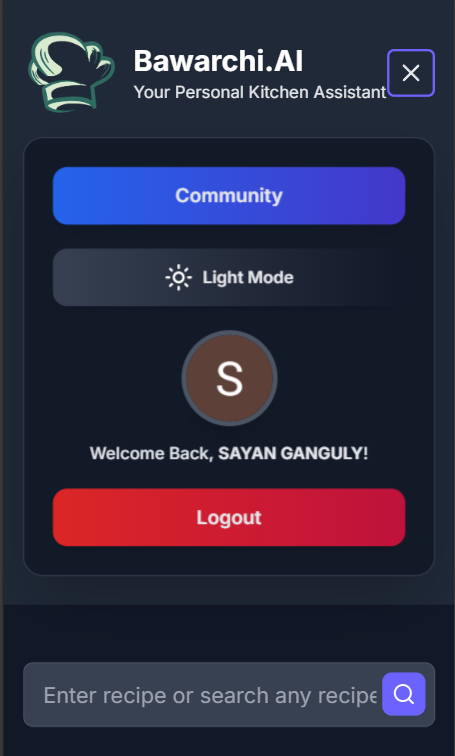 Bawarchi.AI
Your Personal Kitchen Assistant
Community
Light Mode
S
Welcome Back, SAYAN GANGULY!
Logout
Enter recipe or search any recipe